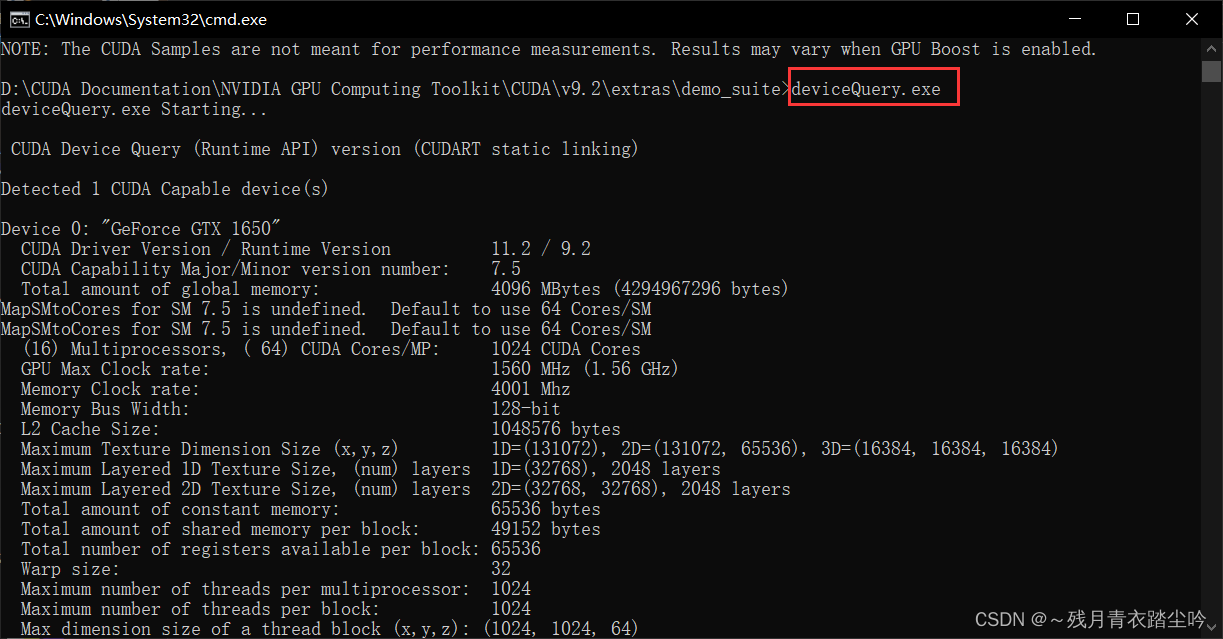 C:\Windows\System32\cmd.exe
NOTE: The CUDA Samples are not meant for performance measurements. Results may vary when GPU Boost is enabled.
D:\CUDA Documentation\NVIDIA GPU Computing Toolkit\CUDA\v9.2\extras\demo_suite>deviceQuery.exe
deviceQuery.exe Starting...
CUDA Device Query (Runtime API) version (CUDART static linking)
Detected 1 CUDA Capable device(s)
Device 0: "GeForce GTX 1650"
CUDA Driver Version / Runtime Version 11.2 / 9.2
CUDA Capability Major/Minor version number: 7.5
Total amount of global memory: 4096 MBytes (4294967296 bytes)
MapSMtoCores for SM 7.5 is undefined. Default to use 64 Cores/SM
MapSMtoCores for SM 7.5 is undefined. Default to use 64 Cores/SM
(16) Multiprocessors, ( 64) CUDA Cores/MP: 1024 CUDA Cores
GPU Max Clock rate: 1560 MHz (1.56 GHz)
Memory Clock rate: 4001 Mhz
Memory Bus Width: 128-bit
L2 Cache Size: 1048576 bytes
Maximum Texture Dimension Size (x,y,z) 1D=(131072), 2D=(131072, 65536), 3D=(16384, 16384, 16384)
Maximum Layered 1D Texture Size, (num) layers 1D=(32768), 2048 layers
Maximum Layered 2D Texture Size, (num) layers 2D=(32768, 32768), 2048 layers
Total amount of constant memory: 65536 bytes
Total amount of shared memory per block: 49152 bytes
Total number of registers available per block: 65536
Warp size: 32
Maximum number of threads per multiprocessor: 1024
Maximum number of threads per block: 1024
Max dimension size of a thread block (x,y,z): (1024, 1024, 64)
CSDN @～残月青衣踏尘吟